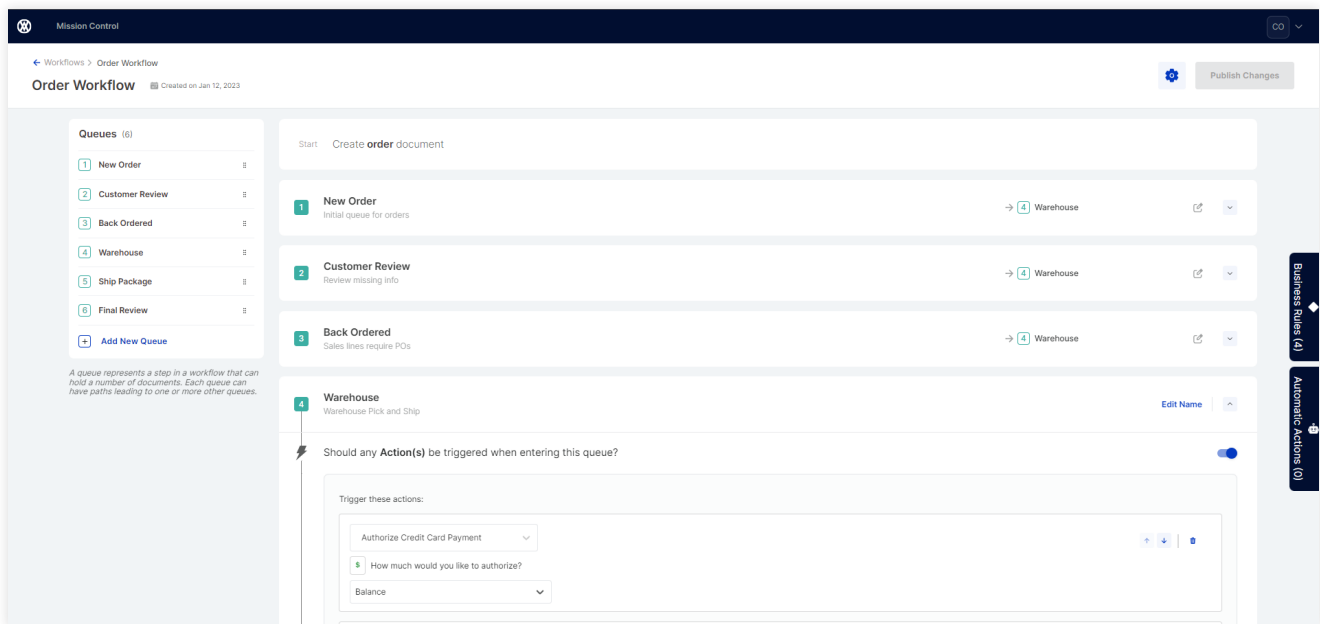 Mission Control
CO
Workflows > Order Workflow
Order Workflow
Created on Jan 12, 2023
Publish Changes
Queues (6)
1 New Order
2 Customer Review
3 Back Ordered
4 Warehouse
5 Ship Package
6 Final Review
+ Add New Queue
A queue represents a step in a workflow that can
hold a number of documents. Each queue can
have paths leading to one or more other queues.
Start Create order document
1 New Order
Initial queue for orders
→ 4 Warehouse
2 Customer Review
Review missing info
→ 4 Warehouse
3 Back Ordered
Sales lines require POs
→ 4 Warehouse
4 Warehouse
Warehouse Pick and Ship
Edit Name
Should any Action(s) be triggered when entering this queue?
Trigger these actions:
Authorize Credit Card Payment
$ How much would you like to authorize?
Balance
Business Rules (4)
Automatic Actions (0)